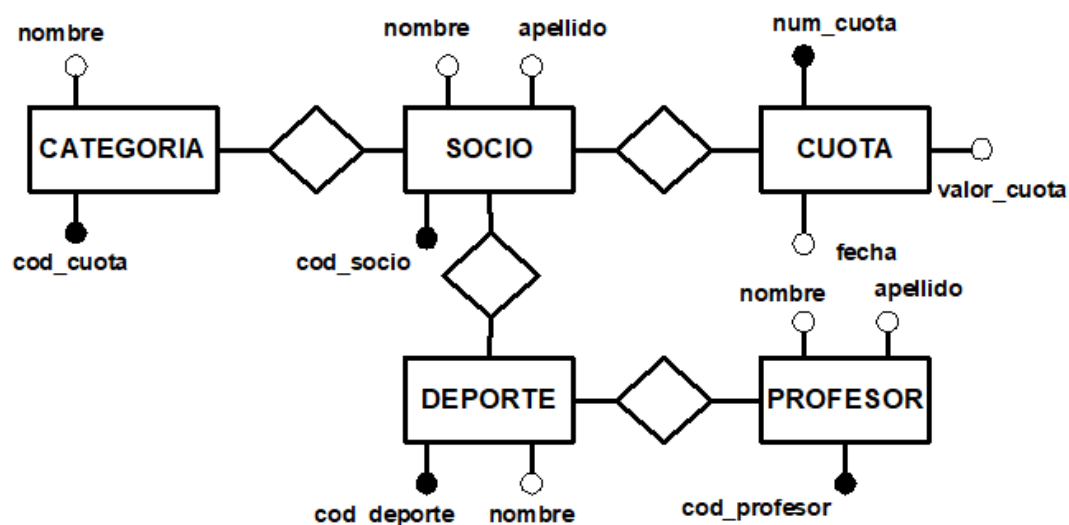 nombre
nombre
apellido
num_cuota
CATEGORIA
SOCIO
CUOTA
valor_cuota
cod_cuota
cod_socio
fecha
nombre
apellido
DEPORTE
PROFESOR
cod_deporte
nombre
cod_profesor